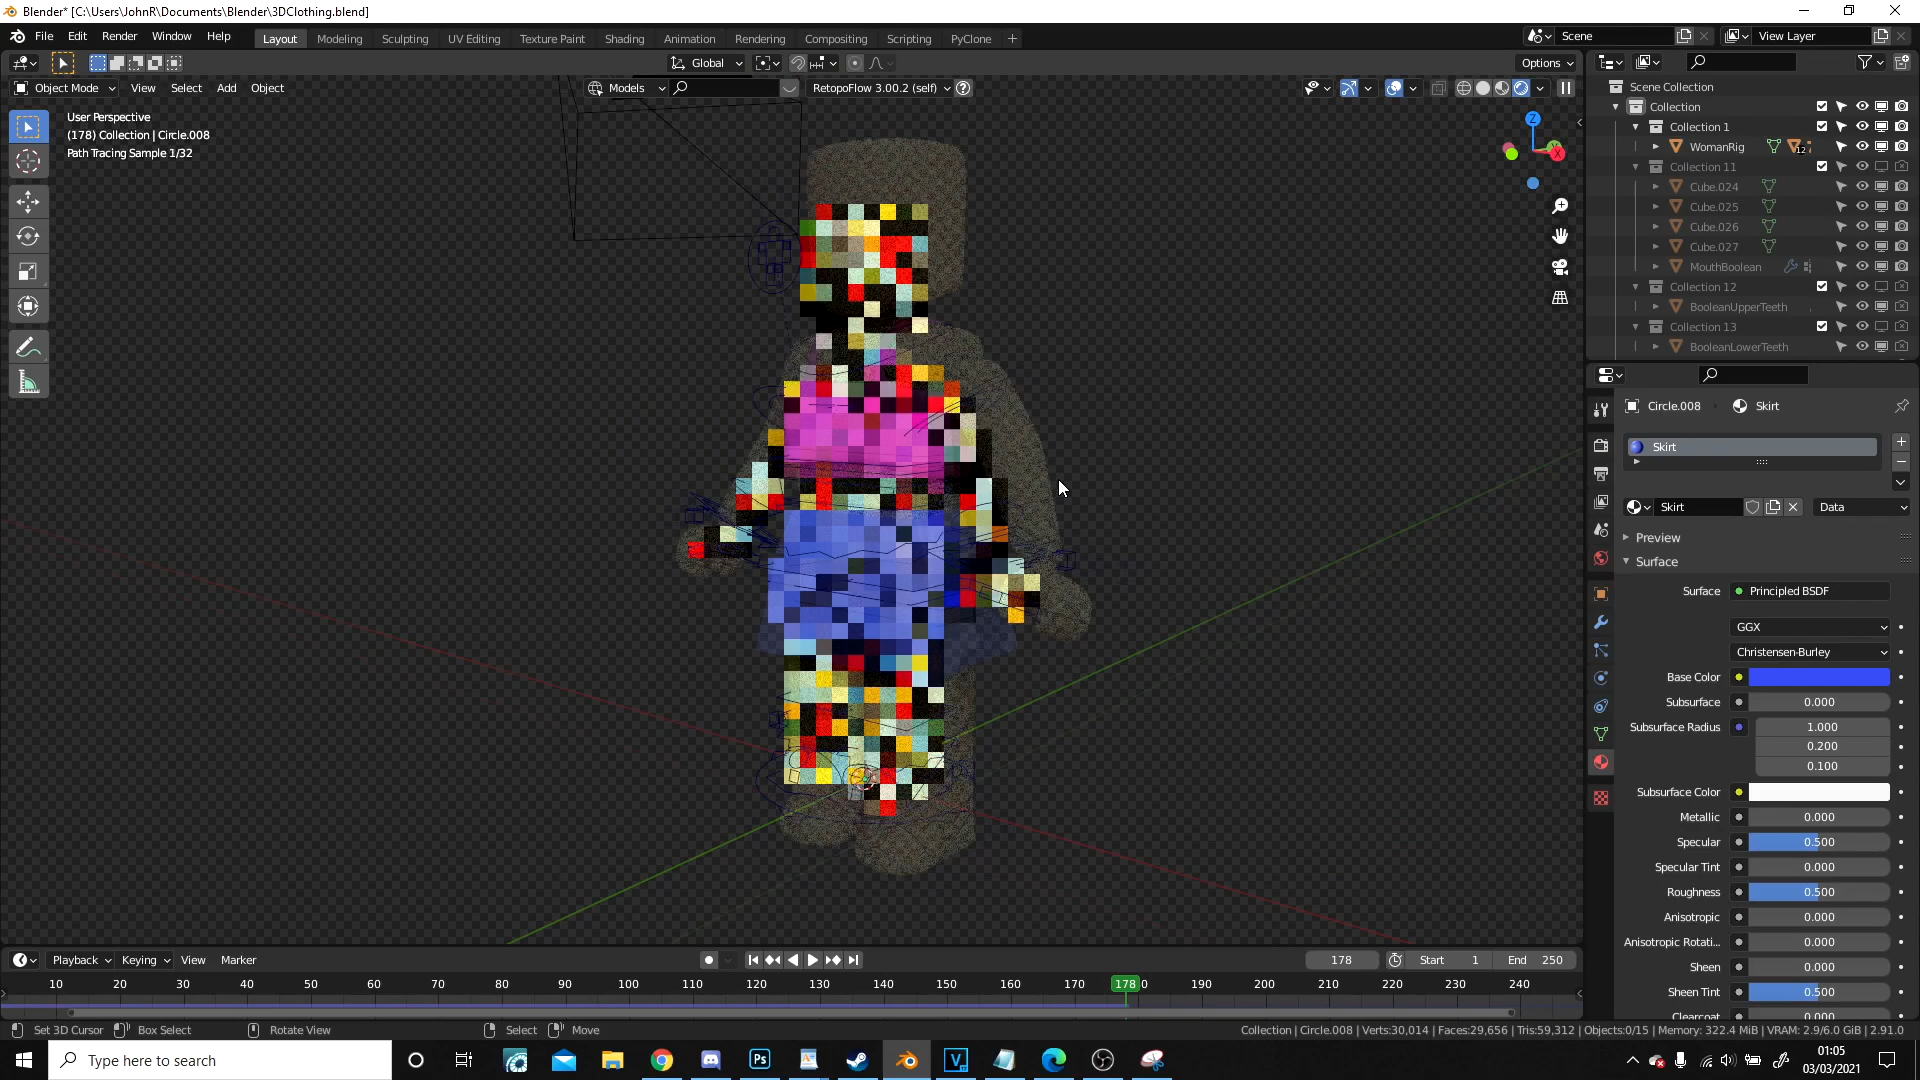 Blender* [C:\Users\JohnR\Documents\Blender\3DClothing.blend]
File Edit Render Window Help
Layout Modeling Sculpting UV Editing Texture Paint Shading Animation Rendering Compositing Scripting PyClone +
Scene
View Layer
Global
Options
Object Mode View Select Add Object
Models
RetopoFlow 3.00.2 (self)
User Perspective
(178) Collection | Circle.008
Path Tracing Sample 1/32
Z
X
Scene Collection
Collection
Collection 1
WomanRig
12
Collection 11
Cube.024
Cube.025
Cube.026
Cube.027
MouthBoolean
Collection 12
BooleanUpperTeeth
Collection 13
BooleanLowerTeeth
Circle.008
Skirt
Skirt
Skirt
Data
Preview
Surface
Surface Principled BSDF
GGX
Christensen-Burley
Base Color
Subsurface 0.000
Subsurface Radius 1.000
0.200
0.100
Subsurface Color
Metallic 0.000
Specular 0.500
Specular Tint 0.000
Roughness 0.500
Anisotropic 0.000
Anisotropic Rotati... 0.000
Sheen 0.000
Sheen Tint 0.500
Clearcoat 0.000
Playback Keying View Marker
178
Start 1
End 250
10 20 30 40 50 60 70 80 90 100 110 120 130 140 150 160 170 178 0 190 200 210 220 230 240
Set 3D Cursor Box Select Rotate View Select Move
Collection | Circle.008 | Verts:30,014 | Faces:29,656 | Tris:59,312 | Objects:0/15 | Memory: 322.4 MiB | VRAM: 2.9/6.0 GiB | 2.91.0
Type here to search
Ps
V
01:05
03/03/2021